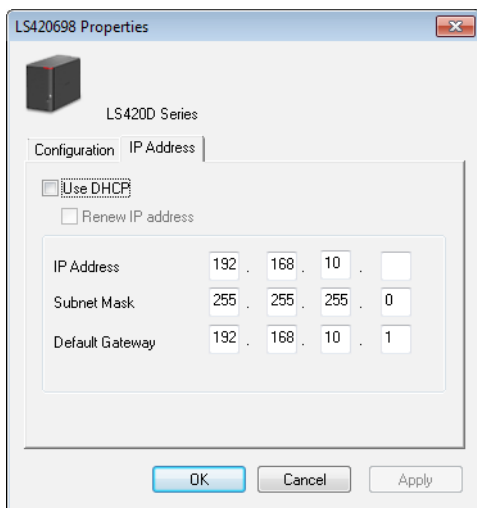 LS420698 Properties
LS420D Series
Configuration IP Address
Use DHCP
Renew IP address
IP Address 192 . 168 . 10 .
Subnet Mask 255 . 255 . 255 . 0
Default Gateway 192 . 168 . 10 . 1
OK Cancel Apply